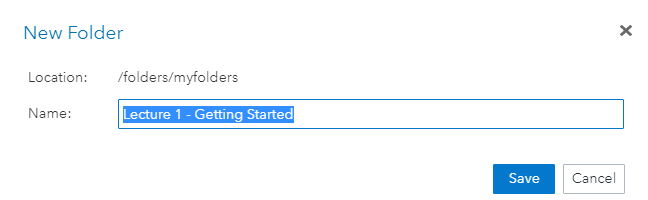 New Folder
Location: /folders/myfolders
Name: Lecture 1 - Getting Started
Save Cancel